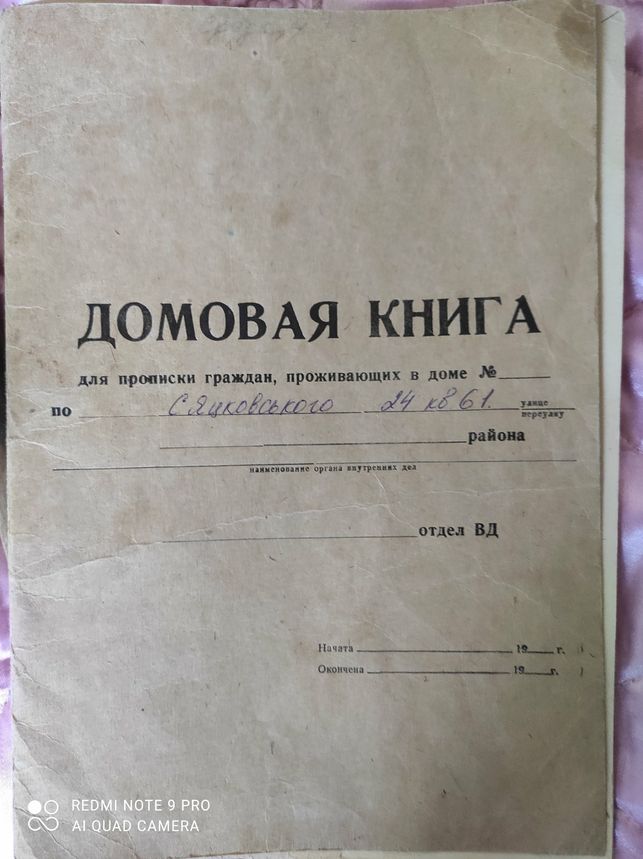 ДОМОВАЯ КНИГА
для прописки граждан, проживающих в доме №
по С Яцковського 24 кв 61. улице
переулку
района
наименование органа внутренних дел
отдел ВД
Начата 19 г.
Окончена 19 г.
REDMI NOTE 9 PRO
AI QUAD CAMERA